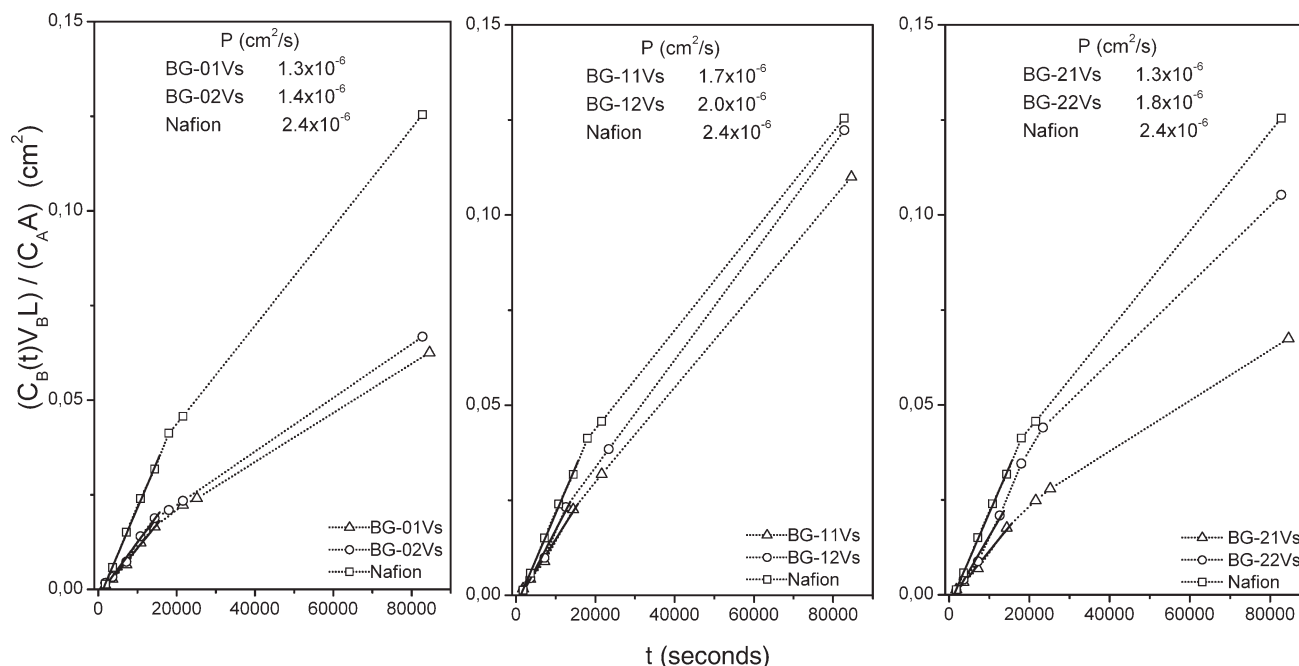 (C_B(t)V_BL) / (C_AA) (cm²)
0,15
0,10
0,05
0,00
P (cm²/s)
BG-01Vs 1.3x10⁻⁶
BG-02Vs 1.4x10⁻⁶
Nafion 2.4x10⁻⁶
BG-01Vs
BG-02Vs
Nafion
0 20000 40000 60000 80000
0,15
0,10
0,05
0,00
P (cm²/s)
BG-11Vs 1.7x10⁻⁶
BG-12Vs 2.0x10⁻⁶
Nafion 2.4x10⁻⁶
BG-11Vs
BG-12Vs
Nafion
0 20000 40000 60000 80000
0,15
0,10
0,05
0,00
P (cm²/s)
BG-21Vs 1.3x10⁻⁶
BG-22Vs 1.8x10⁻⁶
Nafion 2.4x10⁻⁶
BG-21Vs
BG-22Vs
Nafion
0 20000 40000 60000 80000
t (seconds)